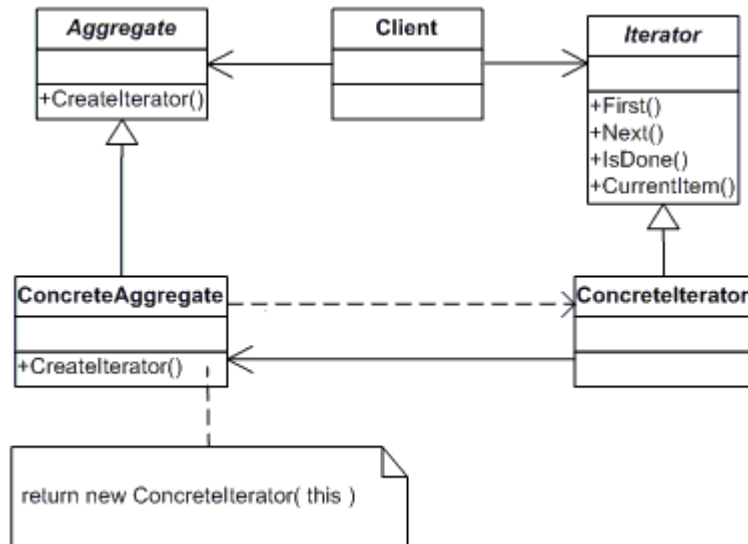 Aggregate
+CreateIterator()
Client
Iterator
+First()
+Next()
+IsDone()
+CurrentItem()
ConcreteAggregate
+CreateIterator()
ConcreteIterator
return new ConcreteIterator( this )